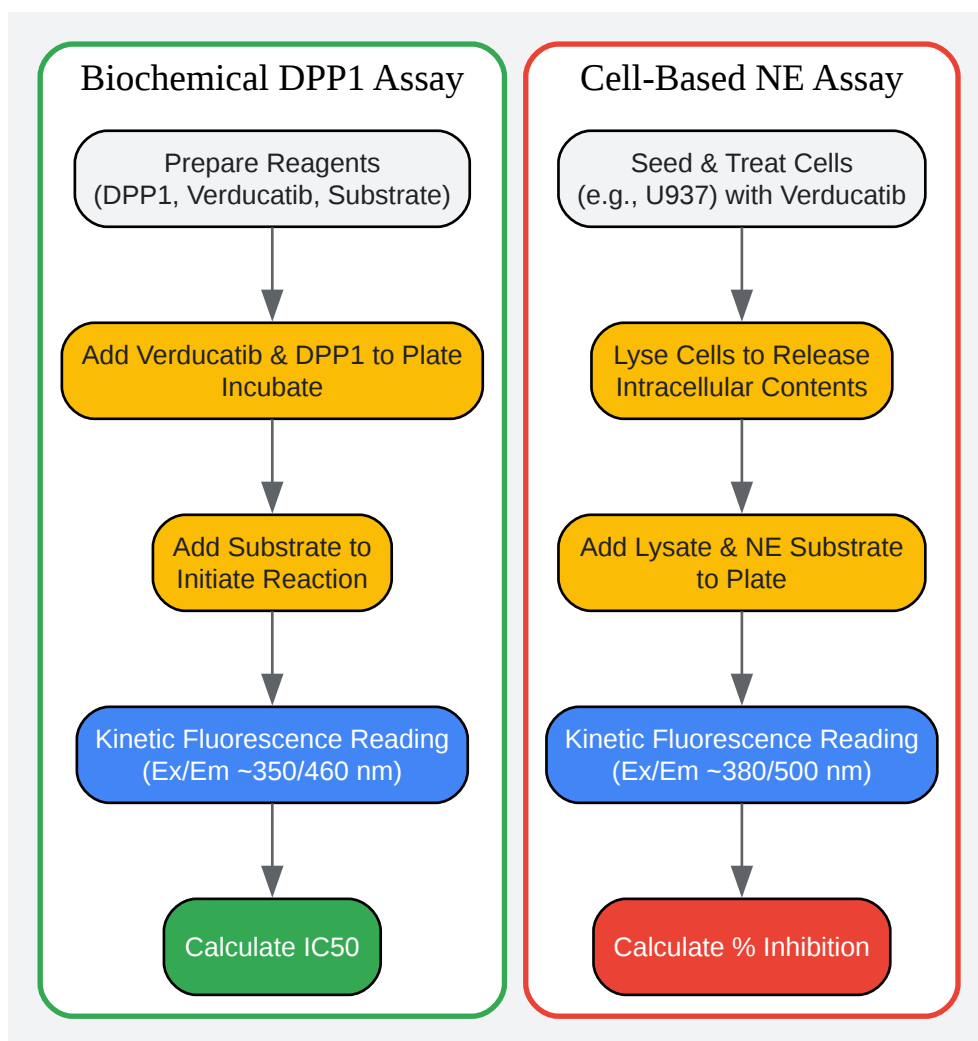 Biochemical DPP1 Assay
Prepare Reagents
(DPP1, Verducatib, Substrate)
Add Verducatib & DPP1 to Plate
Incubate
Add Substrate to
Initiate Reaction
Kinetic Fluorescence Reading
(Ex/Em ~350/460 nm)
Calculate IC50
Cell-Based NE Assay
Seed & Treat Cells
(e.g., U937) with Verducatib
Lyse Cells to Release
Intracellular Contents
Add Lysate & NE Substrate
to Plate
Kinetic Fluorescence Reading
(Ex/Em ~380/500 nm)
Calculate % Inhibition